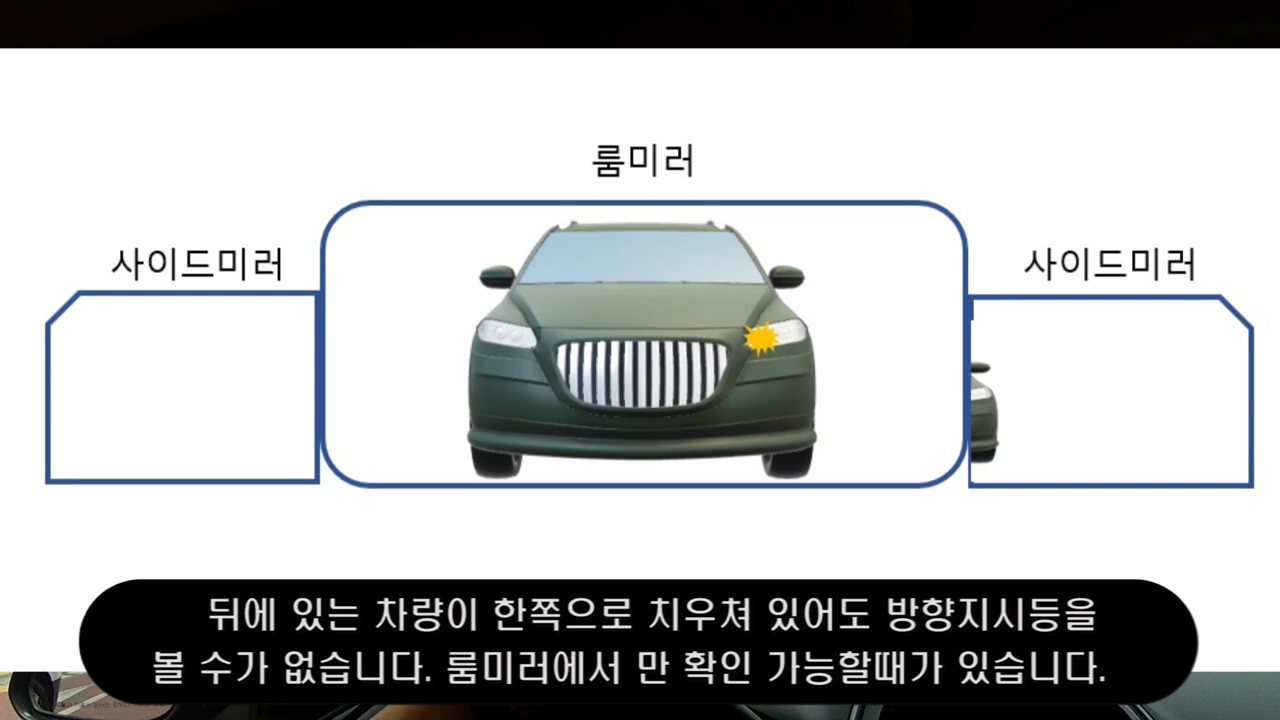 룸미러
사이드미러
사이드미러
뒤에 있는 차량이 한쪽으로 치우쳐 있어도 방향지시등을
볼 수가 없습니다. 룸미러에서 만 확인 가능할때가 있습니다.